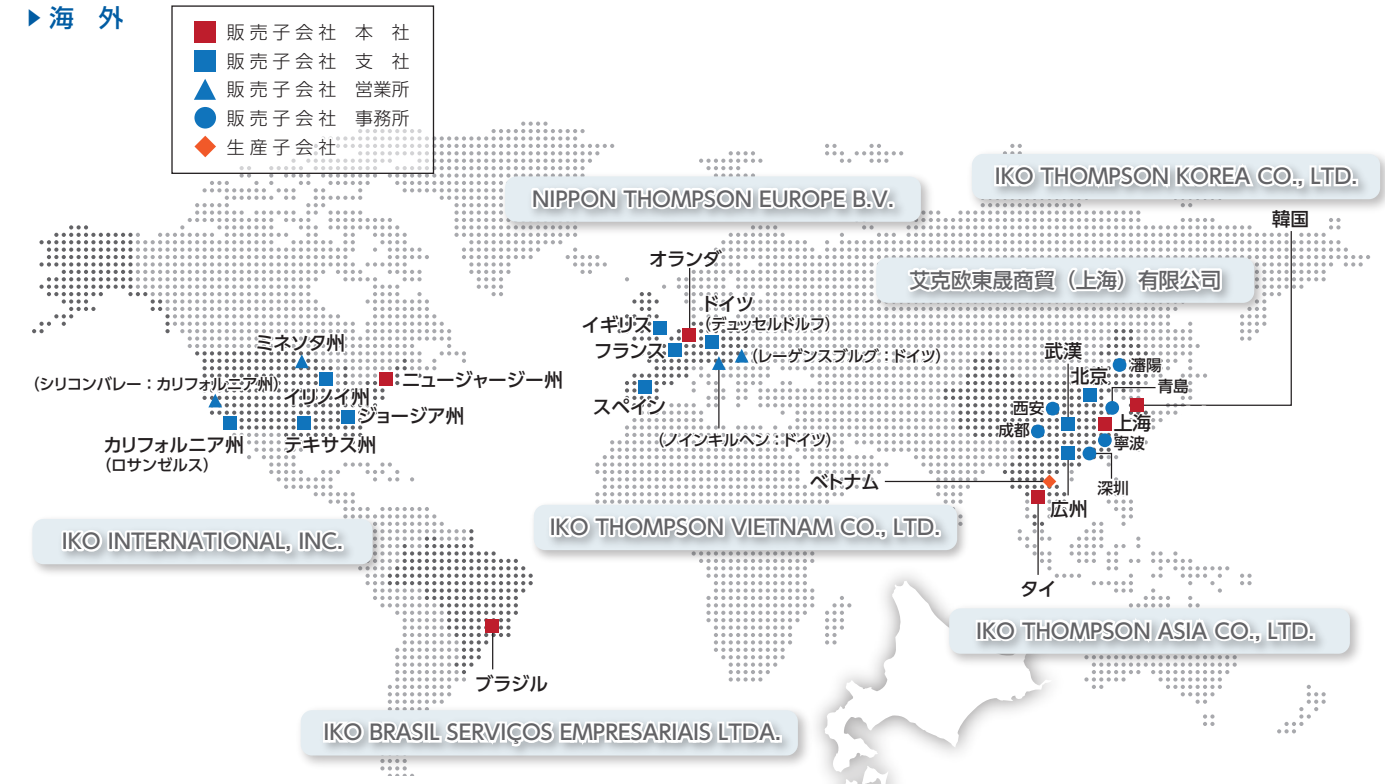 海 外
販売子会社 本 社
販売子会社 支 社
販売子会社 営業所
販売子会社 事務所
生産子会社
IKO THOMPSON KOREA CO., LTD.
NIPPON THOMPSON EUROPE B.V.
韓国
オランダ
艾克欧東晟商貿（上海）有限公司
ドイツ
（デュッセルドルフ）
イギリス
フランス
（レーゲンスブルグ：ドイツ）
スペイン
（ノインキルヘン：ドイツ）
ミネソタ州
（シリコンバレー：カリフォルニア州）
イリノイ州
ニュージャージー州
ジョージア州
カリフォルニア州
（ロサンゼルス）
テキサス州
武漢
瀋陽
北京
青島
西安
成都
上海
寧波
深圳
広州
ベトナム
タイ
IKO INTERNATIONAL, INC.
IKO THOMPSON VIETNAM CO., LTD.
IKO THOMPSON ASIA CO., LTD.
ブラジル
IKO BRASIL SERVIÇOS EMPRESARIAIS LTDA.